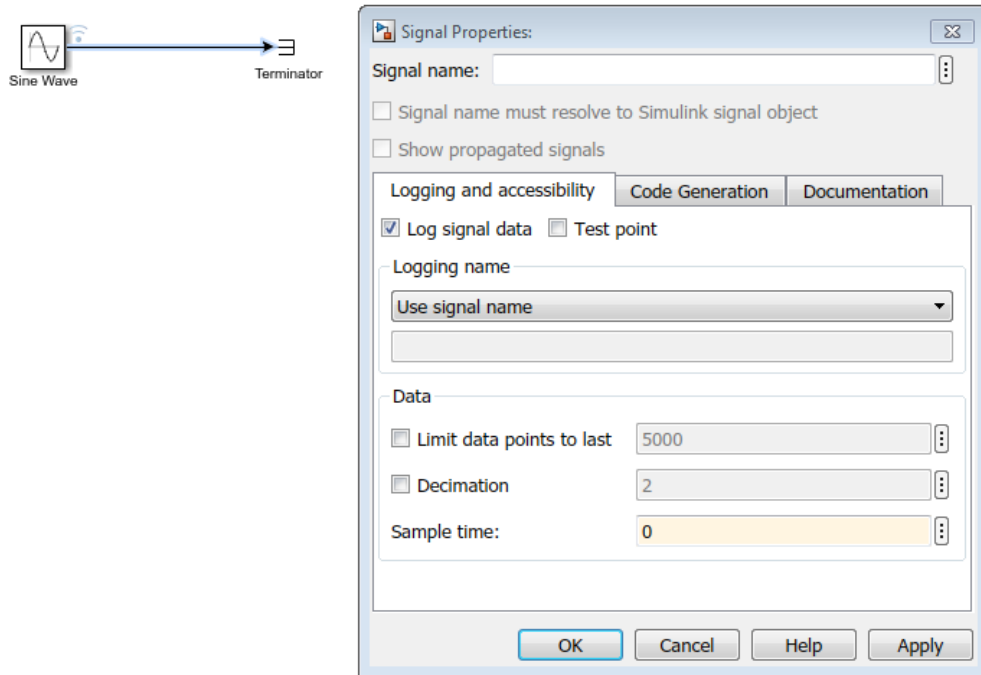 Sine Wave
Terminator
Signal Properties:
Signal name:
Signal name must resolve to Simulink signal object
Show propagated signals
Logging and accessibility Code Generation Documentation
Log signal data Test point
Logging name
Use signal name
Data
Limit data points to last 5000
Decimation 2
Sample time: 0
OK Cancel Help Apply